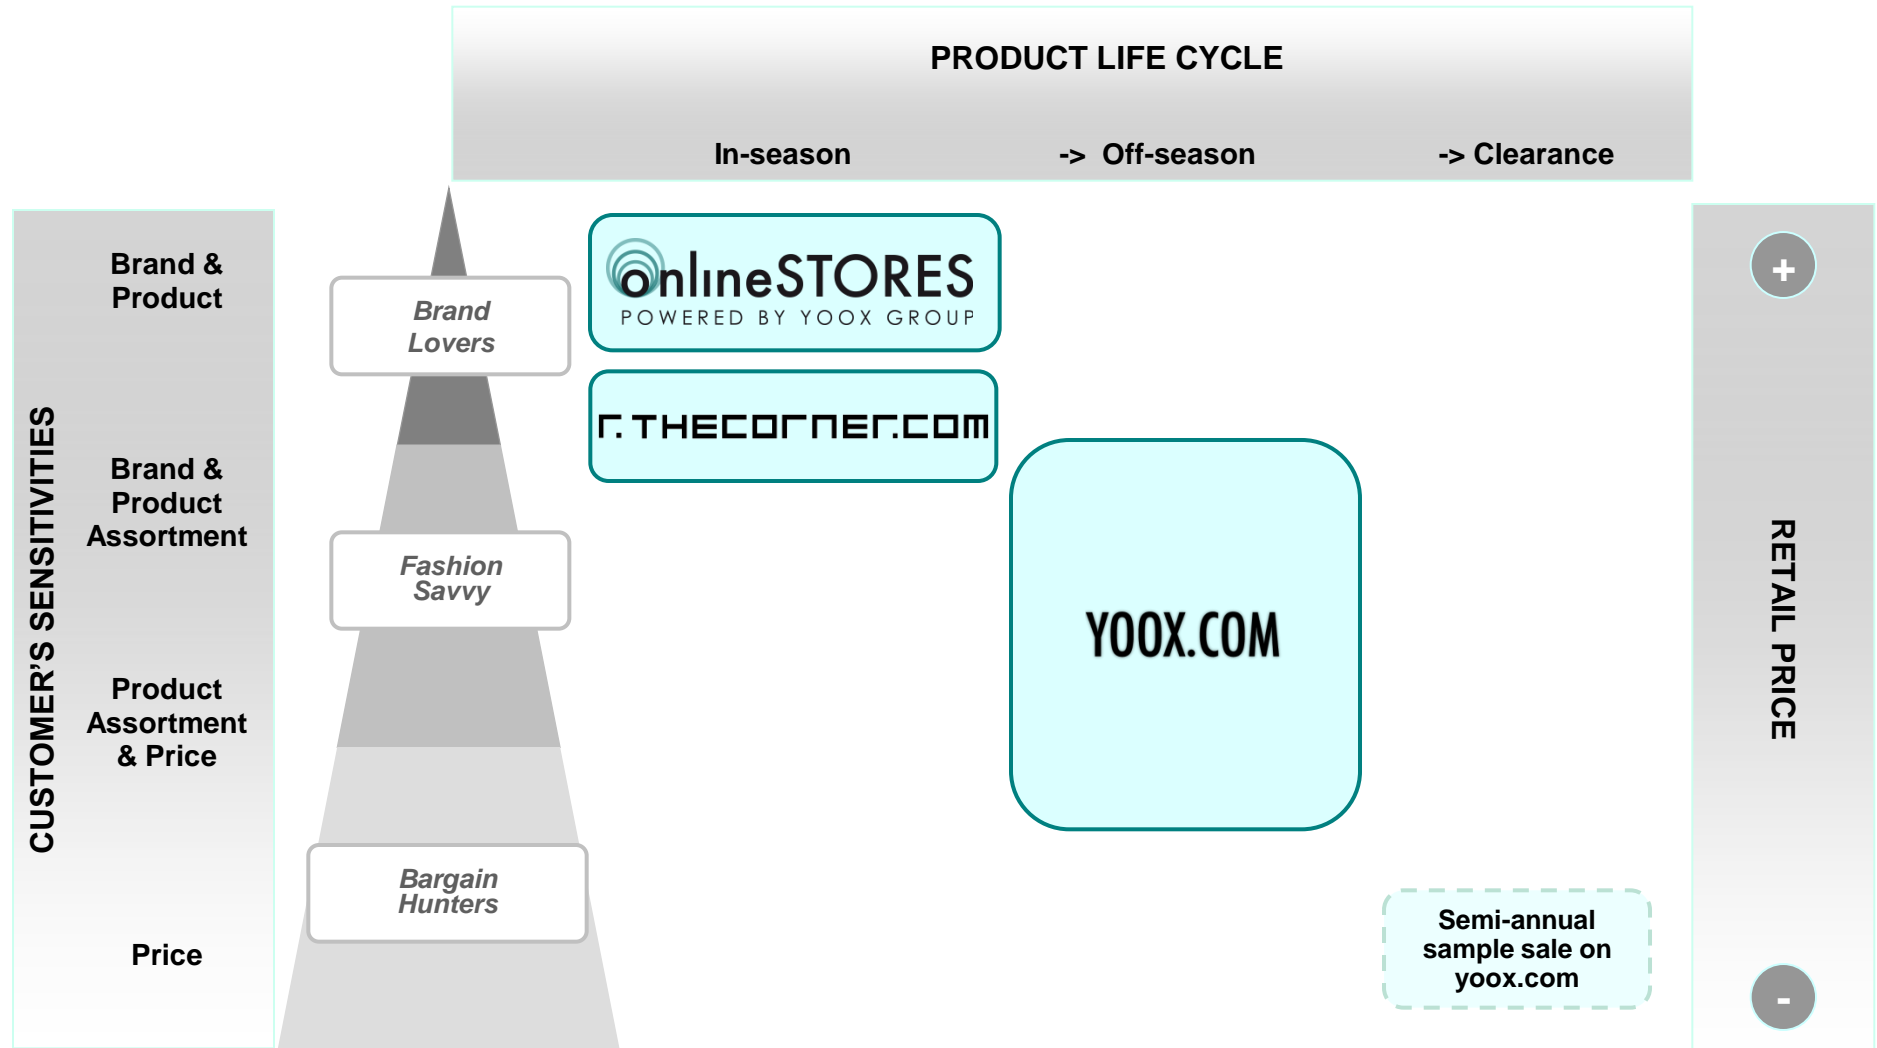 PRODUCT LIFE CYCLE
In-season -> Off-season -> Clearance
CUSTOMER'S SENSITIVITIES
Brand &
Product
Brand &
Product
Assortment
Product
Assortment
& Price
Price
Brand
Lovers
Fashion
Savvy
Bargain
Hunters
onlineSTORES
POWERED BY YOOX GROUP
r.THECORNER.COM
YOOX.COM
Semi-annual
sample sale on
yoox.com
+
RETAIL PRICE
-